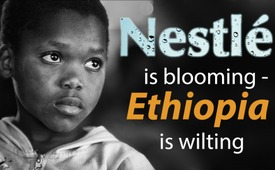 Nestlé
is blooming -
Ethiopia
is wilting